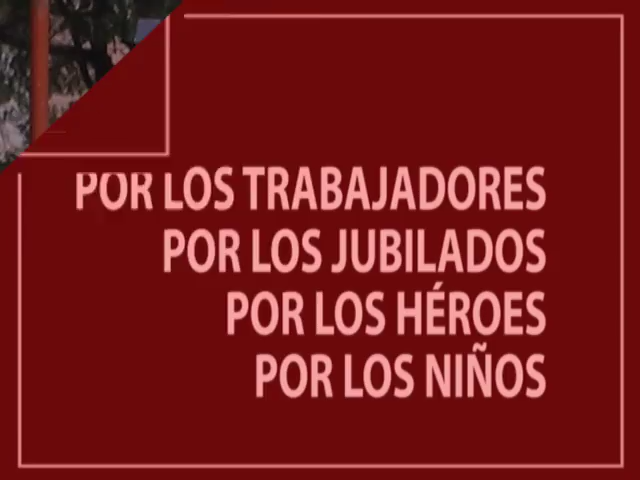 POR LOS TRABAJADORES
POR LOS JUBILADOS
POR LOS HÉROES
POR LOS NIÑOS